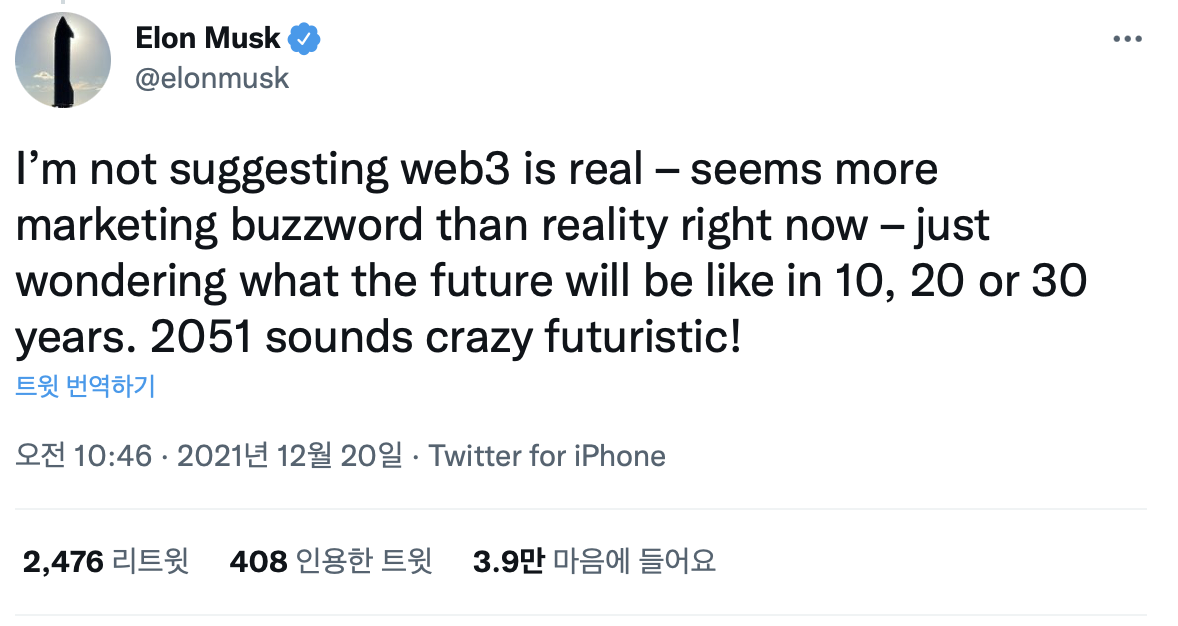 Elon Musk
@elonmusk
I’m not suggesting web3 is real – seems more
marketing buzzword than reality right now – just
wondering what the future will be like in 10, 20 or 30
years. 2051 sounds crazy futuristic!
트윗 번역하기
오전 10:46 · 2021년 12월 20일 · Twitter for iPhone
2,476 리트윗 408 인용한 트윗 3.9만 마음에 들어요